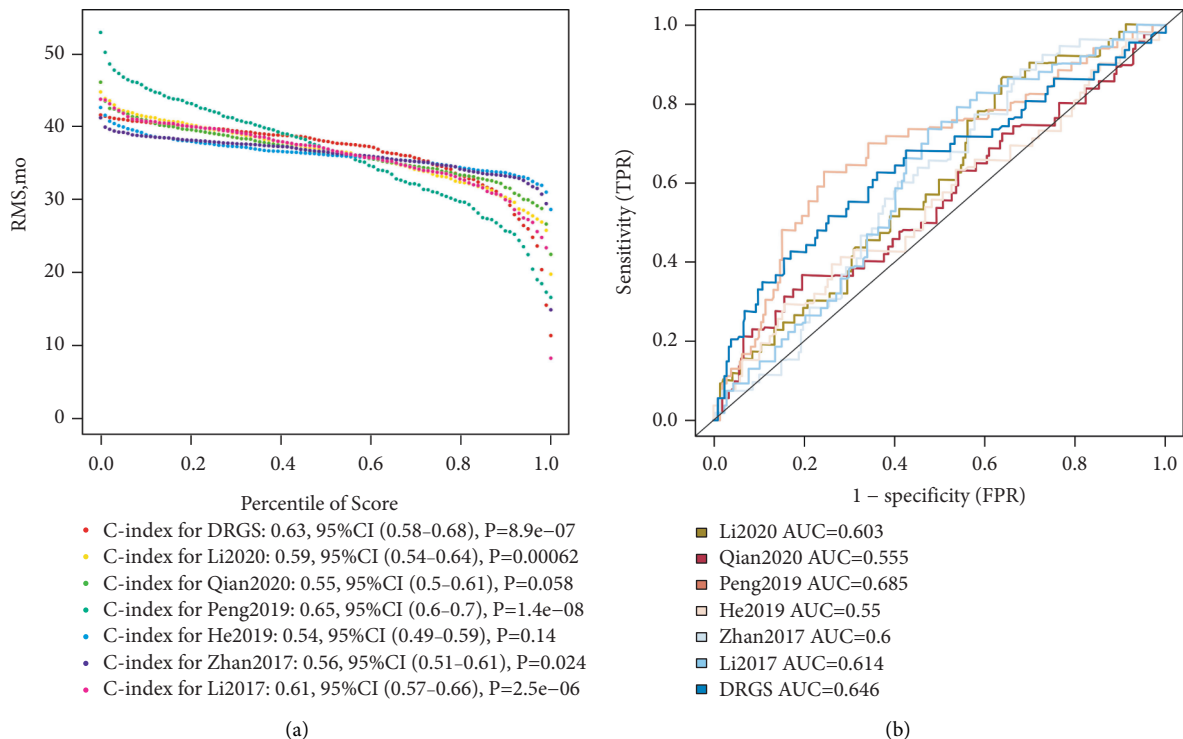 RMS,mo
50
40
30
20
10
0
0.0 0.2 0.4 0.6 0.8 1.0
Percentile of Score
C-index for DRGS: 0.63, 95%CI (0.58–0.68), P=8.9e−07
C-index for Li2020: 0.59, 95%CI (0.54–0.64), P=0.00062
C-index for Qian2020: 0.55, 95%CI (0.5–0.61), P=0.058
C-index for Peng2019: 0.65, 95%CI (0.6–0.7), P=1.4e−08
C-index for He2019: 0.54, 95%CI (0.49–0.59), P=0.14
C-index for Zhan2017: 0.56, 95%CI (0.51–0.61), P=0.024
C-index for Li2017: 0.61, 95%CI (0.57–0.66), P=2.5e−06
(a)
Sensitivity (TPR)
1.0
0.8
0.6
0.4
0.2
0.0
0.0 0.2 0.4 0.6 0.8 1.0
1 − specificity (FPR)
Li2020 AUC=0.603
Qian2020 AUC=0.555
Peng2019 AUC=0.685
He2019 AUC=0.55
Zhan2017 AUC=0.6
Li2017 AUC=0.614
DRGS AUC=0.646
(b)